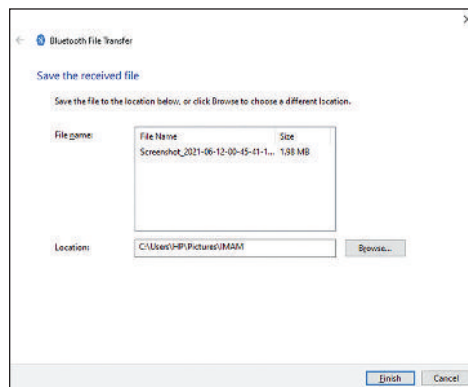 Bluetooth File Transfer
Save the received file
Save the file to the location below, or click Browse to choose a different location.
File name:
File Name Size
Screenshot_2021-06-12-00-45-41-1... 1.98 MB
Location:
C:\Users\HP\Pictures\IMAM
Browse...
Finish Cancel